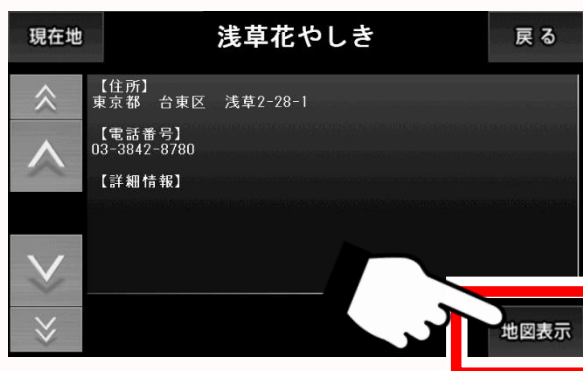 現在地
浅草花やしき
戻る
【住所】
東京都　台東区　浅草2-28-1
【電話番号】
03-3842-8780
【詳細情報】
地図表示